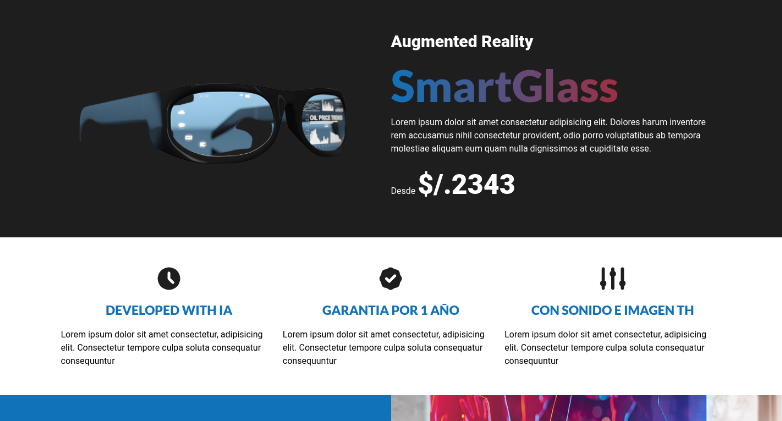 Augmented Reality
SmartGlass
Lorem ipsum dolor sit amet consectetur adipisicing elit. Dolores harum inventore
rem accusamus nihil consectetur provident, odio porro voluptatibus ab tempora
molestiae aliquam eum quam nulla dignissimos at cupiditate esse.
Desde $/.2343
OIL PRICE TREND
DEVELOPED WITH IA
Lorem ipsum dolor sit amet consectetur, adipisicing
elit. Consectetur tempore culpa soluta consequatur
consequuntur
GARANTIA POR 1 AÑO
Lorem ipsum dolor sit amet consectetur, adipisicing
elit. Consectetur tempore culpa soluta consequatur
consequuntur
CON SONIDO E IMAGEN TH
Lorem ipsum dolor sit amet consectetur, adipisicing
elit. Consectetur tempore culpa soluta consequatur
consequuntur